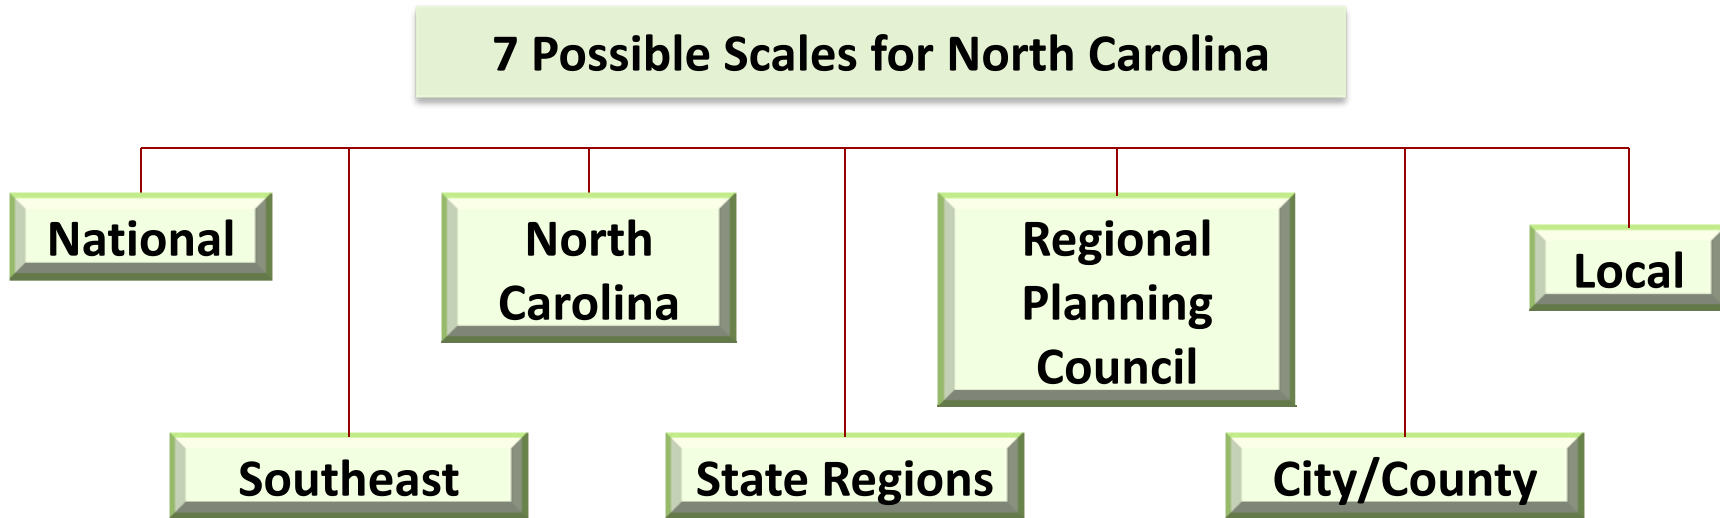 7 Possible Scales for North Carolina
National
North
Carolina
Regional
Planning
Council
Local
Southeast
State Regions
City/County